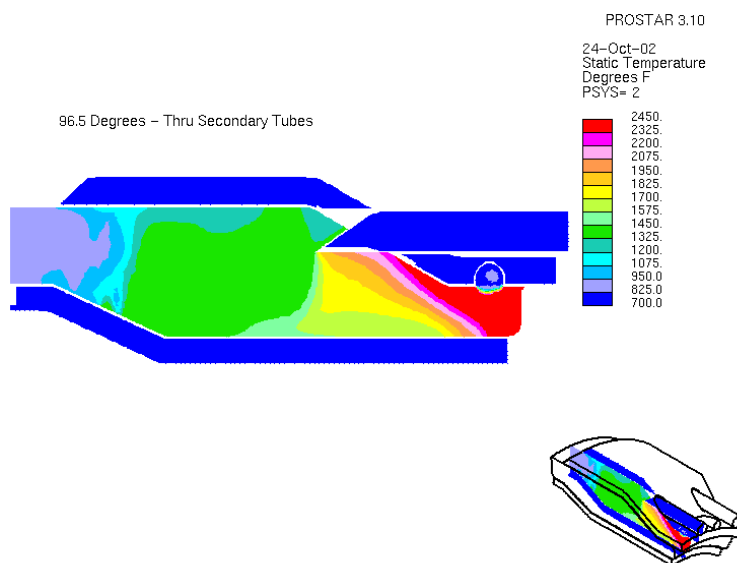 PROSTAR 3.10
24-Oct-02
Static Temperature
Degrees F
PSYS= 2
96.5 Degrees - Thru Secondary Tubes
2450.
2325.
2200.
2075.
1950.
1825.
1700.
1575.
1450.
1325.
1200.
1075.
950.0
825.0
700.0